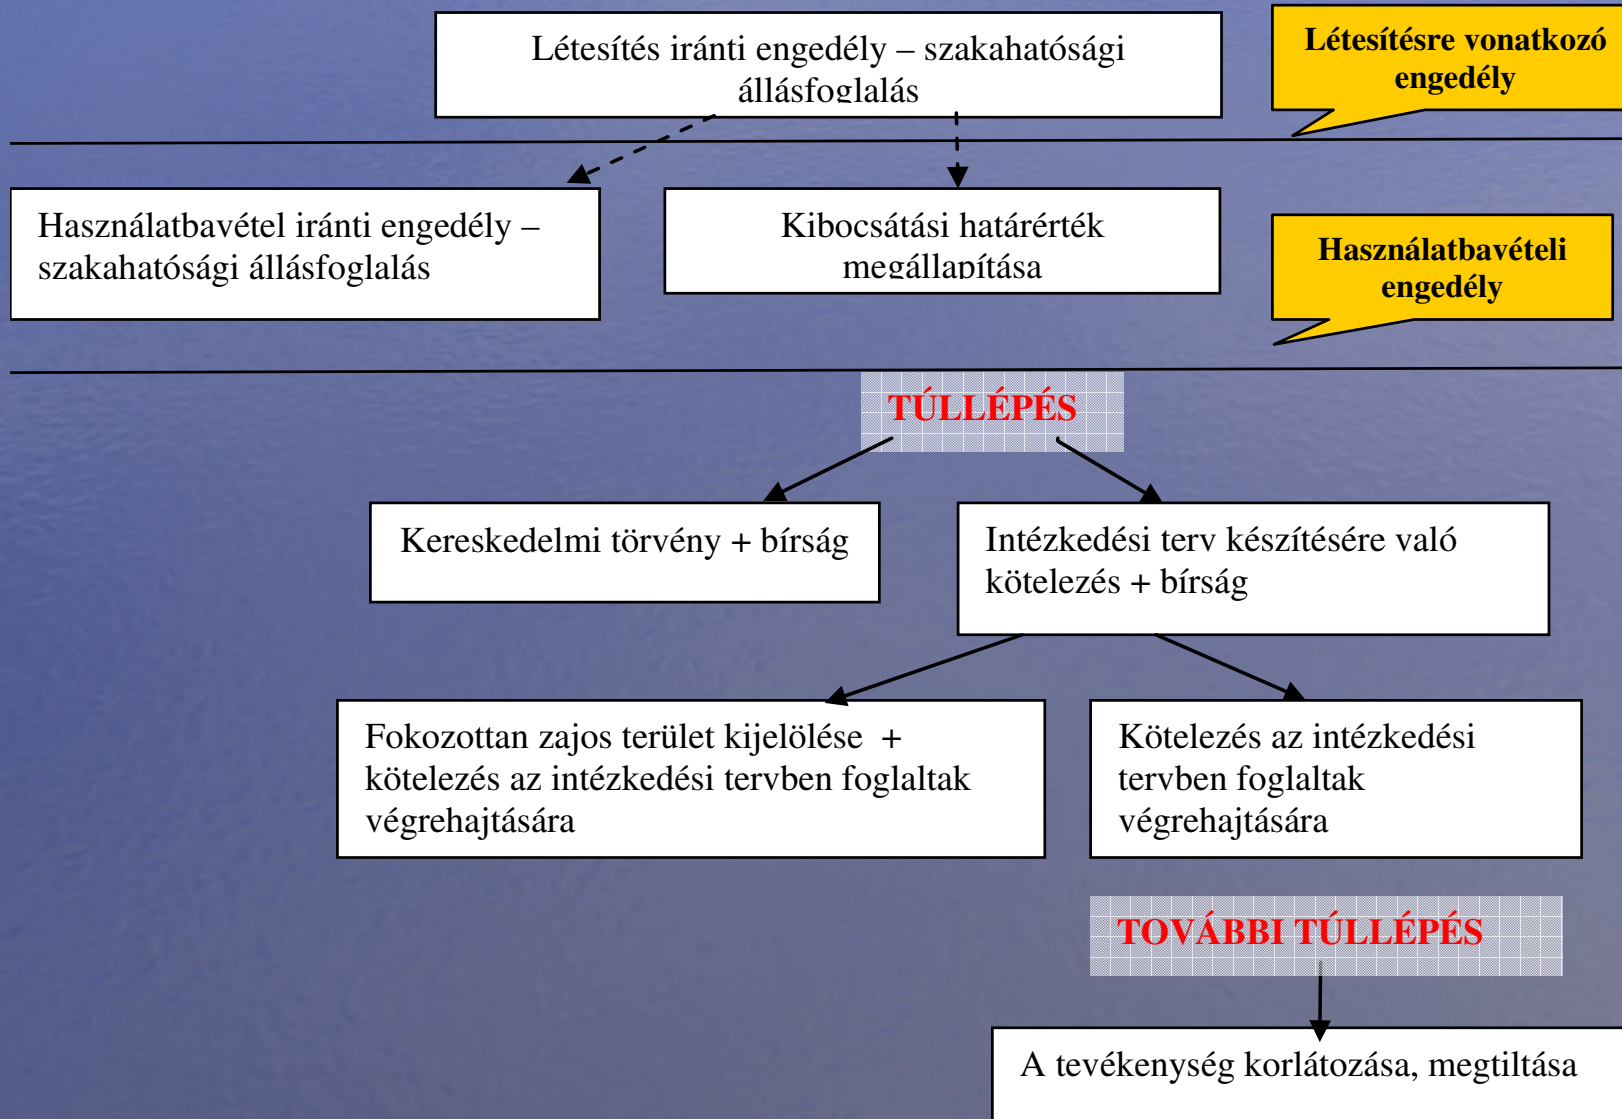 Létesítés iránti engedély – szakahatósági
állásfoglalás
Létesítésre vonatkozó
engedély
Használatbavétel iránti engedély –
szakahatósági állásfoglalás
Kibocsátási határérték
megállapítása
Használatbavételi
engedély
TÚLLÉPÉS
Kereskedelmi törvény + bírság
Intézkedési terv készítésére való
kötelezés + bírság
Fokozottan zajos terület kijelölése +
kötelezés az intézkedési tervben foglaltak
végrehajtására
Kötelezés az intézkedési
tervben foglaltak
végrehajtására
TOVÁBBI TÚLLÉPÉS
A tevékenység korlátozása, megtiltása